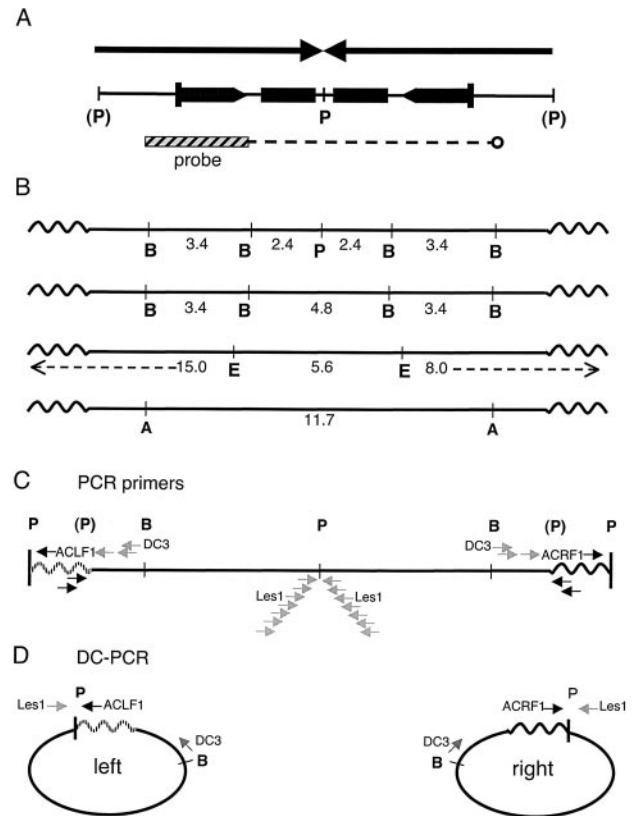 A
(P) P (P)
probe
B
3.4 2.4 2.4 3.4
B B P B B
3.4 4.8 3.4
B B B B
15.0 5.6 8.0
E E
11.7
A A
C PCR primers
P (P) B P B (P) P
ACLF1 DC3 DC3 ACRF1
Les1 Les1
D DC-PCR
P P
Les1 ACLF1 ACRF1 Les1
DC3 DC3
B B
left right